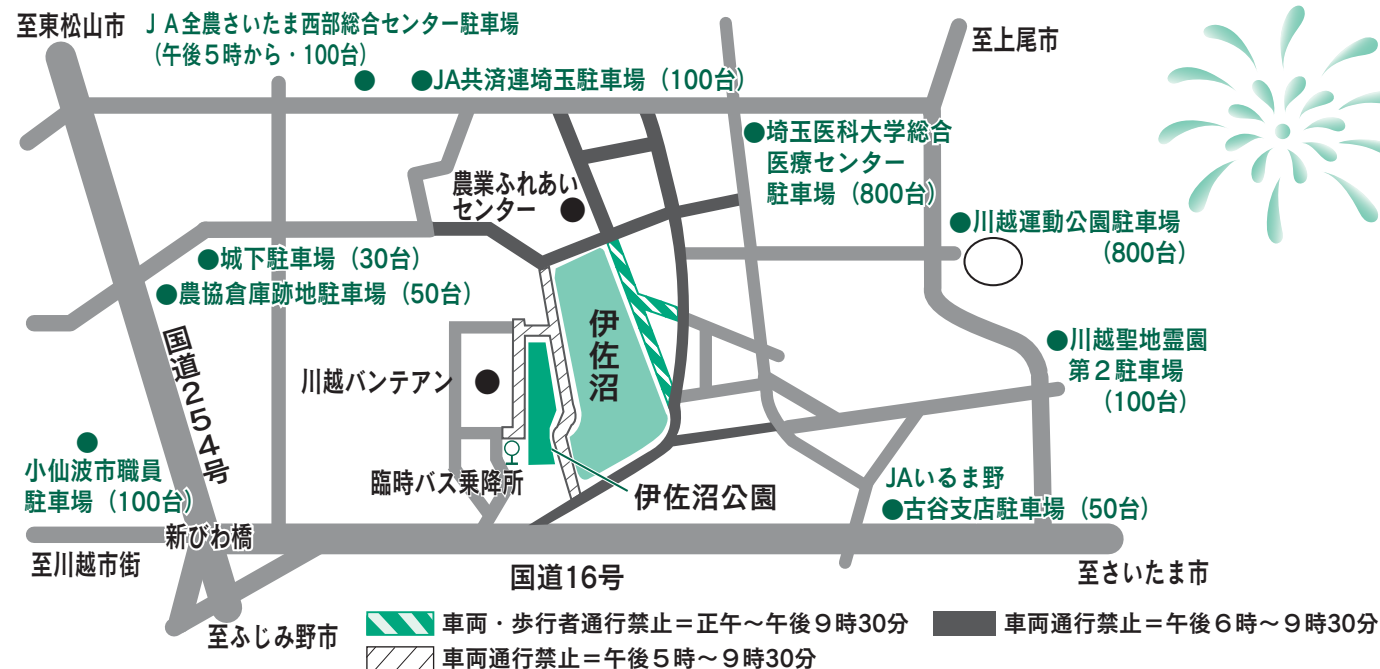 至東松山市
JA全農さいたま西部総合センター駐車場
(午後5時から・100台)
●JA共済連埼玉駐車場(100台)
至上尾市
●埼玉医科大学総合
医療センター
駐車場(800台)
農業ふれあい
センター
●川越運動公園駐車場
(800台)
●城下駐車場(30台)
●農協倉庫跡地駐車場(50台)
国道254号
伊佐沼
●川越聖地霊園
第2駐車場
(100台)
川越バンテアン
小仙波市職員
駐車場(100台)
臨時バス乗降所
伊佐沼公園
JAいるま野
●古谷支店駐車場(50台)
新びわ橋
至川越市街
国道16号
至さいたま市
至ふじみ野市
車両・歩行者通行禁止=正午~午後9時30分
車両通行禁止=午後6時~9時30分
車両通行禁止=午後5時~9時30分